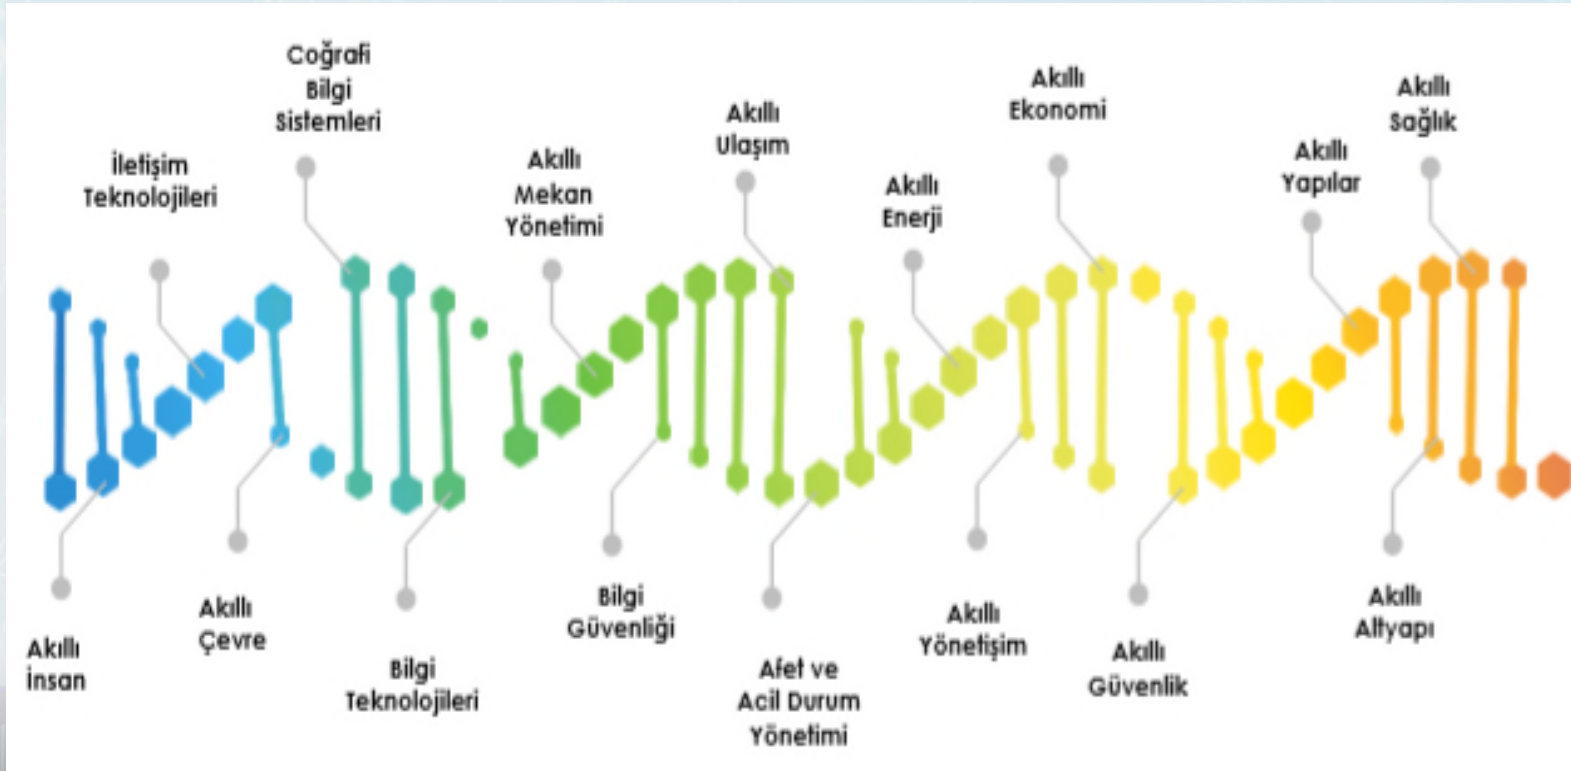 Coğrafi
Bilgi
Sistemleri
İletişim
Teknolojileri
Akıllı
Mekan
Yönetimi
Akıllı
Ulaşım
Akıllı
Enerji
Akıllı
Ekonomi
Akıllı
Yapılar
Akıllı
Sağlık
Akıllı
İnsan
Akıllı
Çevre
Bilgi
Teknolojileri
Bilgi
Güvenliği
Afet ve
Acil Durum
Yönetimi
Akıllı
Yönetişim
Akıllı
Güvenlik
Akıllı
Altyapı